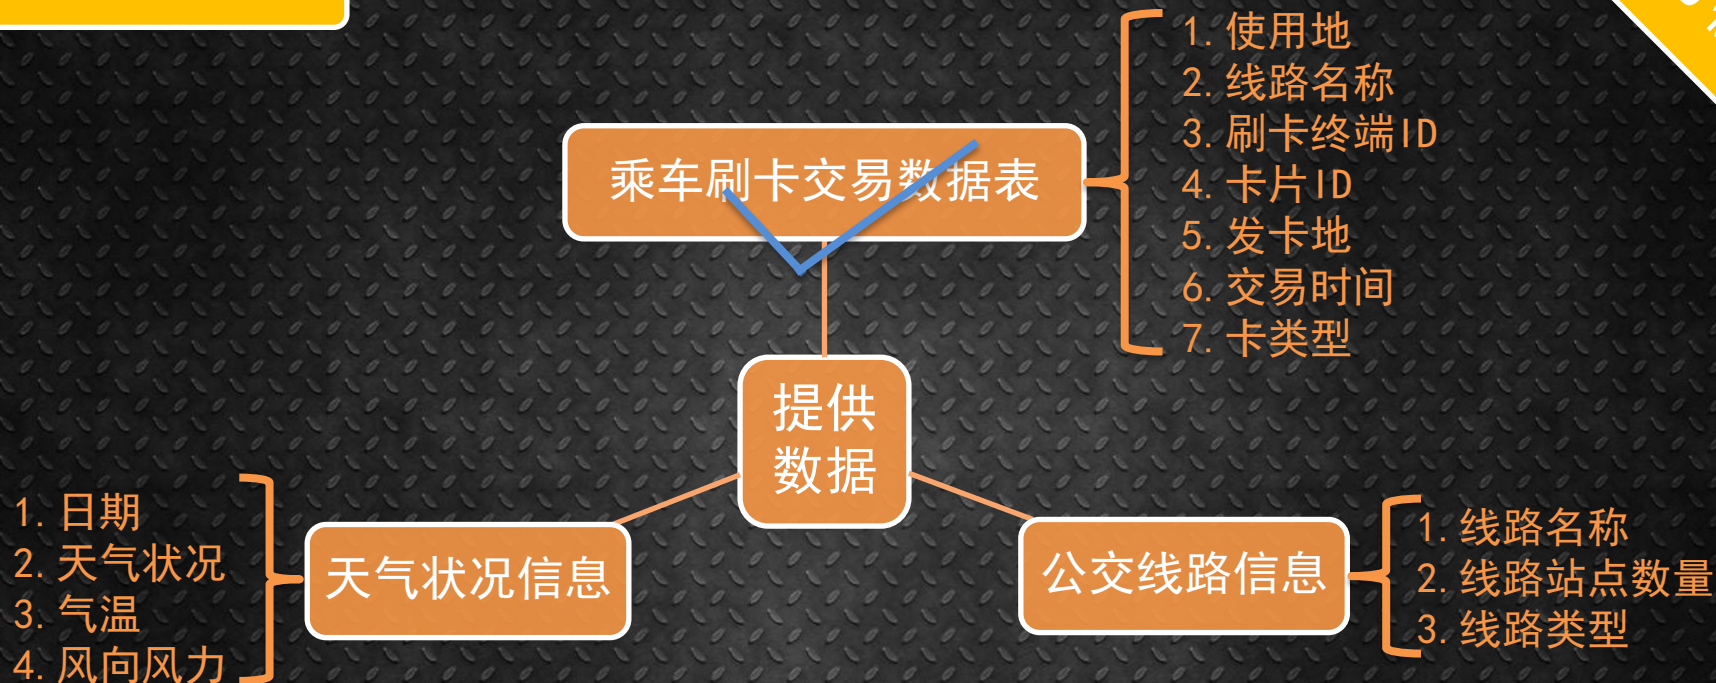 1. 使用地
2. 线路名称
3. 刷卡终端ID
4. 卡片ID
5. 发卡地
6. 交易时间
7. 卡类型
乘车刷卡交易数据表
提供
数据
1. 日期
2. 天气状况
3. 气温
4. 风向风力
天气状况信息
公交线路信息
1. 线路名称
2. 线路站点数量
3. 线路类型